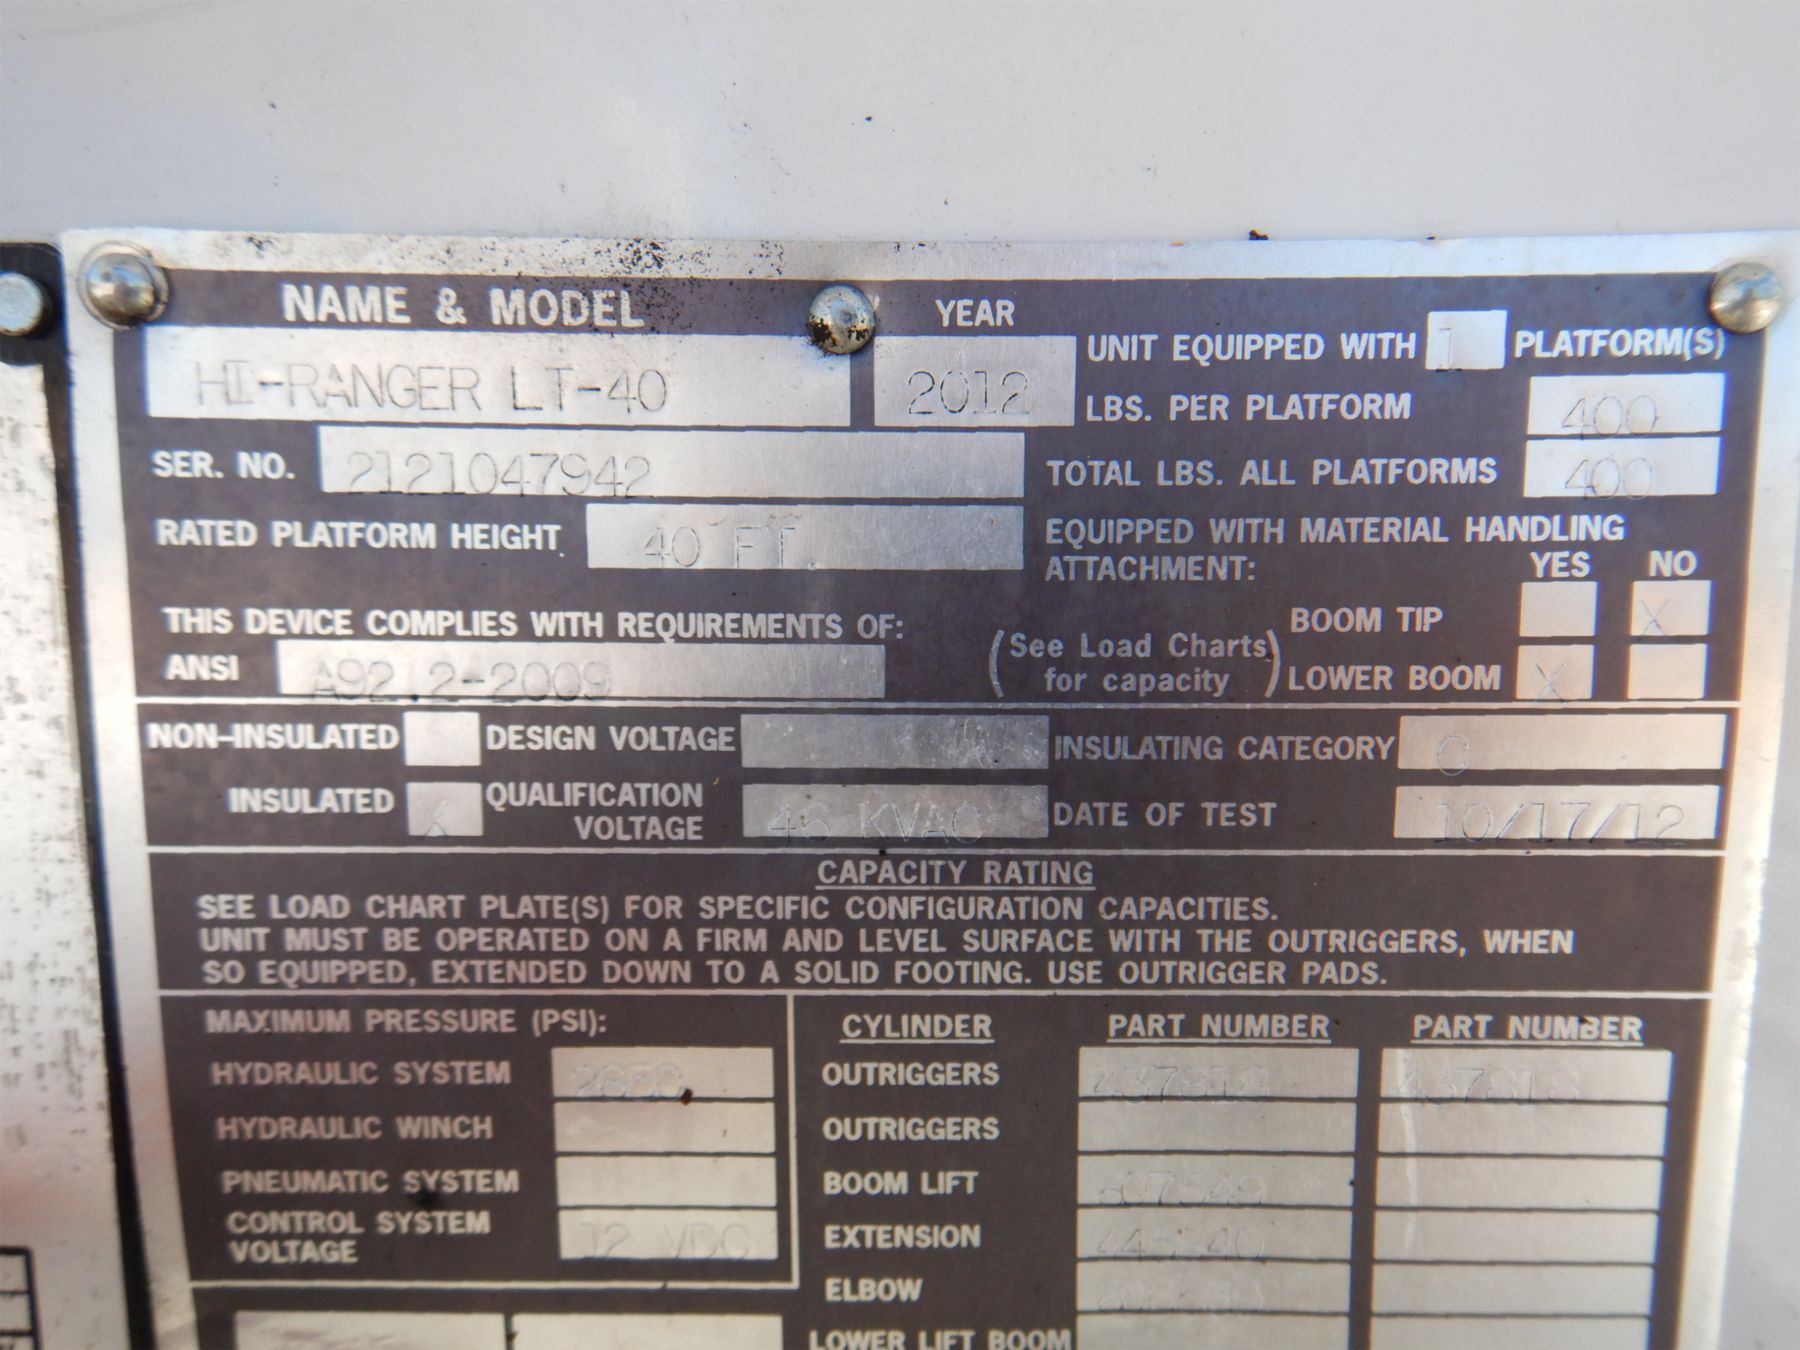 NAME & MODEL
HI-RANGER LT-40
YEAR
2012
SER. NO. 2121047942
RATED PLATFORM HEIGHT. 40 FT.
THIS DEVICE COMPLIES WITH REQUIREMENTS OF:
ANSI A92.2-2009
UNIT EQUIPPED WITH 1 PLATFORM(S)
LBS. PER PLATFORM 400
TOTAL LBS. ALL PLATFORMS 400
EQUIPPED WITH MATERIAL HANDLING
ATTACHMENT: YES NO
(See Load Charts for capacity)
BOOM TIP X
LOWER BOOM X
NON-INSULATED DESIGN VOLTAGE INSULATING CATEGORY C
INSULATED X QUALIFICATION VOLTAGE 46 KVAC DATE OF TEST 10/17/12
CAPACITY RATING
SEE LOAD CHART PLATE(S) FOR SPECIFIC CONFIGURATION CAPACITIES.
UNIT MUST BE OPERATED ON A FIRM AND LEVEL SURFACE WITH THE OUTRIGGERS, WHEN
SO EQUIPPED, EXTENDED DOWN TO A SOLID FOOTING. USE OUTRIGGER PADS.
MAXIMUM PRESSURE (PSI):
HYDRAULIC SYSTEM
HYDRAULIC WINCH
PNEUMATIC SYSTEM
CONTROL SYSTEM
VOLTAGE 12 VDC
CYLINDER PART NUMBER PART NUMBER
OUTRIGGERS 437818 437818
OUTRIGGERS
BOOM LIFT 607549
EXTENSION
ELBOW
LOWER LIFT BOOM